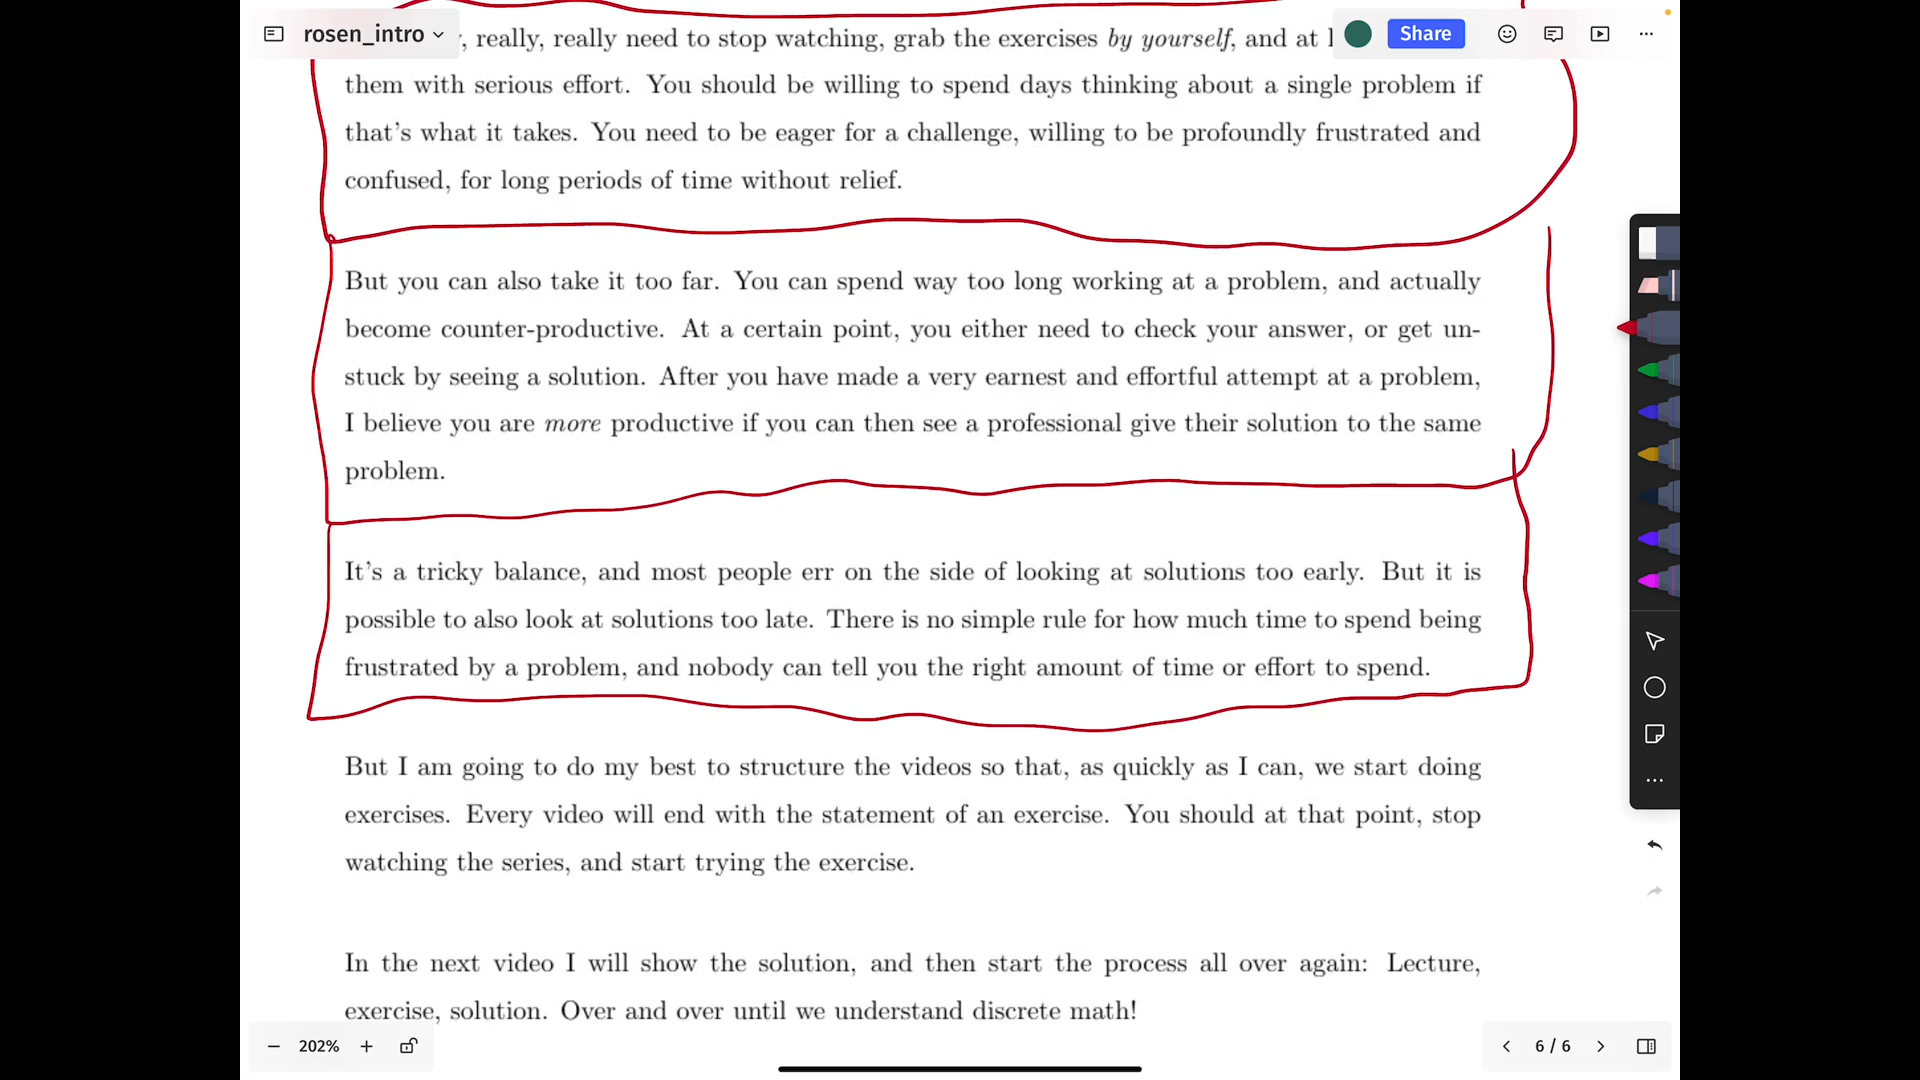 rosen_intro
Share
, really, really need to stop watching, grab the exercises by yourself, and at
them with serious effort. You should be willing to spend days thinking about a single problem if
that's what it takes. You need to be eager for a challenge, willing to be profoundly frustrated and
confused, for long periods of time without relief.
But you can also take it too far. You can spend way too long working at a problem, and actually
become counter-productive. At a certain point, you either need to check your answer, or get un-
stuck by seeing a solution. After you have made a very earnest and effortful attempt at a problem,
I believe you are more productive if you can then see a professional give their solution to the same
problem.
It's a tricky balance, and most people err on the side of looking at solutions too early. But it is
possible to also look at solutions too late. There is no simple rule for how much time to spend being
frustrated by a problem, and nobody can tell you the right amount of time or effort to spend.
But I am going to do my best to structure the videos so that, as quickly as I can, we start doing
exercises. Every video will end with the statement of an exercise. You should at that point, stop
watching the series, and start trying the exercise.
In the next video I will show the solution, and then start the process all over again: Lecture,
exercise, solution. Over and over until we understand discrete math!
202%
6 / 6